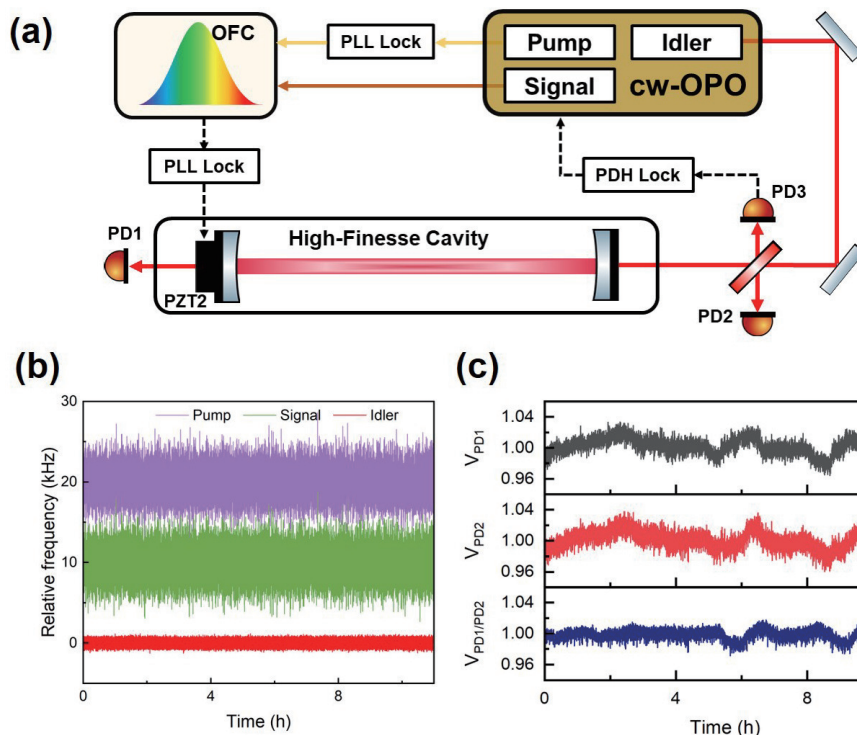 (a)
OFC
PLL Lock
Pump
Idler
Signal
cw-OPO
PLL Lock
PDH Lock
PD3
PD1
High-Finesse Cavity
PZT2
PD2
(b)
30
20
10
0
Relative frequency (kHz)
Pump
Signal
Idler
0
4
8
Time (h)
(c)
1.04
1.00
0.96
VPD1
1.04
1.00
0.96
VPD2
1.04
1.00
0.96
VPD1/PD2
0
4
6
8
Time (h)